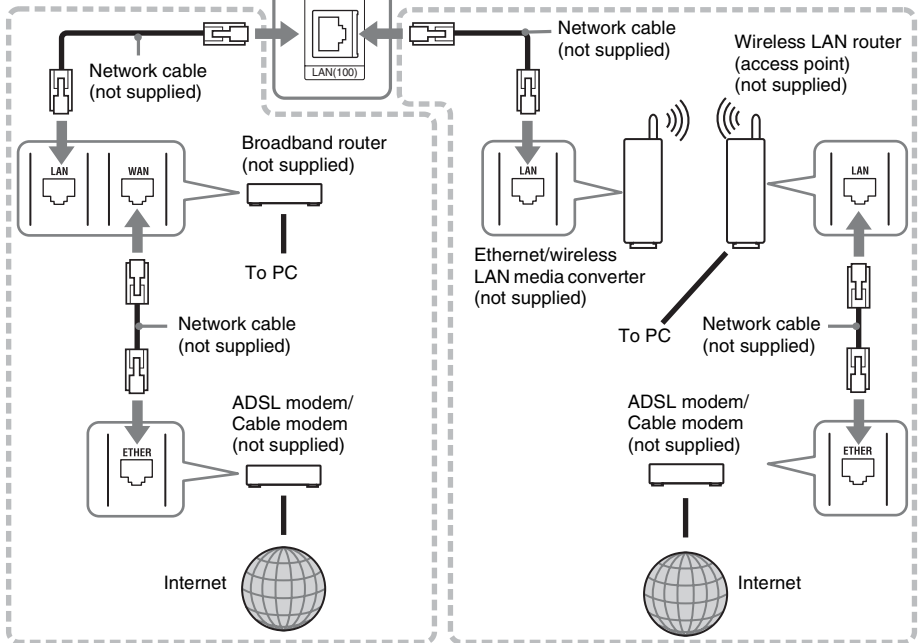 LAN(100)
Network cable
(not supplied)
LAN
WAN
Broadband router
(not supplied)
To PC
Network cable
(not supplied)
ADSL modem/
Cable modem
(not supplied)
ETHER
Internet
Network cable
(not supplied)
Wireless LAN router
(access point)
(not supplied)
LAN
LAN
Ethernet/wireless
LAN media converter
(not supplied)
To PC
Network cable
(not supplied)
ADSL modem/
Cable modem
(not supplied)
ETHER
Internet